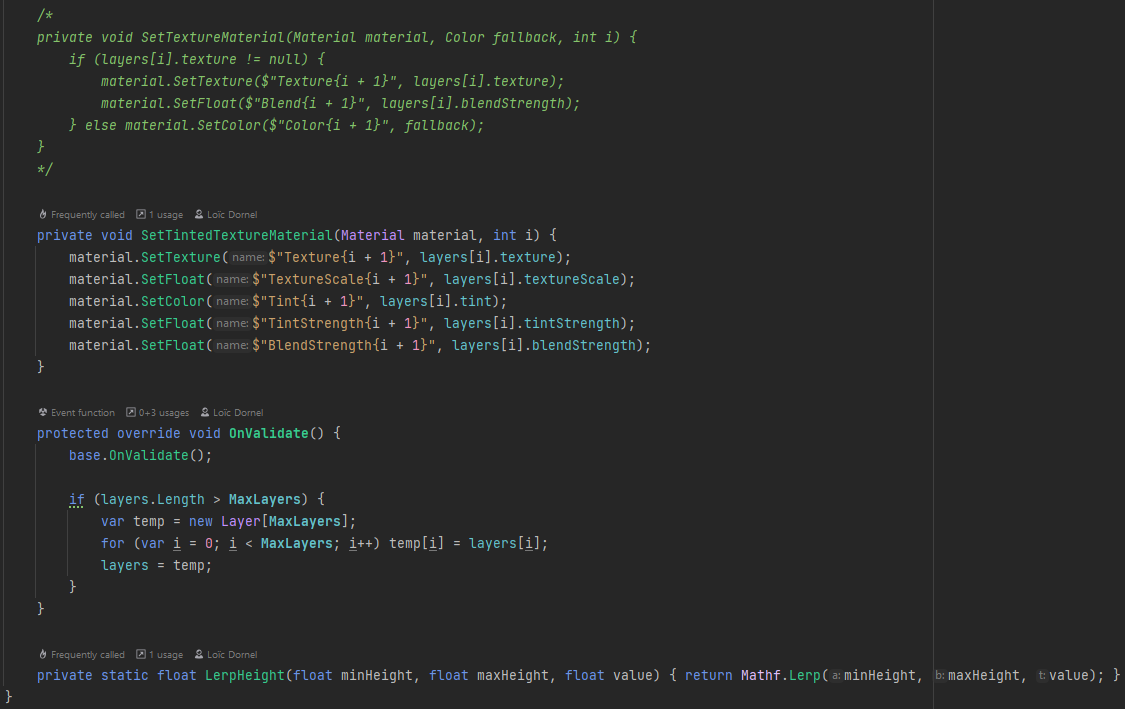 /*
private void SetTextureMaterial(Material material, Color fallback, int i) {
if (layers[i].texture != null) {
material.SetTexture($"Texture{i + 1}", layers[i].texture);
material.SetFloat($"Blend{i + 1}", layers[i].blendStrength);
} else material.SetColor($"Color{i + 1}", fallback);
}
*/
Frequently called 1 usage Loïc Dornel
private void SetTintedTextureMaterial(Material material, int i) {
material.SetTexture( name: $"Texture{i + 1}", layers[i].texture);
material.SetFloat( name: $"TextureScale{i + 1}", layers[i].textureScale);
material.SetColor( name: $"Tint{i + 1}", layers[i].tint);
material.SetFloat( name: $"TintStrength{i + 1}", layers[i].tintStrength);
material.SetFloat( name: $"BlendStrength{i + 1}", layers[i].blendStrength);
}
Event function 0+3 usages Loïc Dornel
protected override void OnValidate() {
base.OnValidate();
if (layers.Length > MaxLayers) {
var temp = new Layer[MaxLayers];
for (var i = 0; i < MaxLayers; i++) temp[i] = layers[i];
layers = temp;
}
}
Frequently called 1 usage Loïc Dornel
private static float LerpHeight(float minHeight, float maxHeight, float value) { return Mathf.Lerp( a: minHeight, b: maxHeight, t: value); }
}